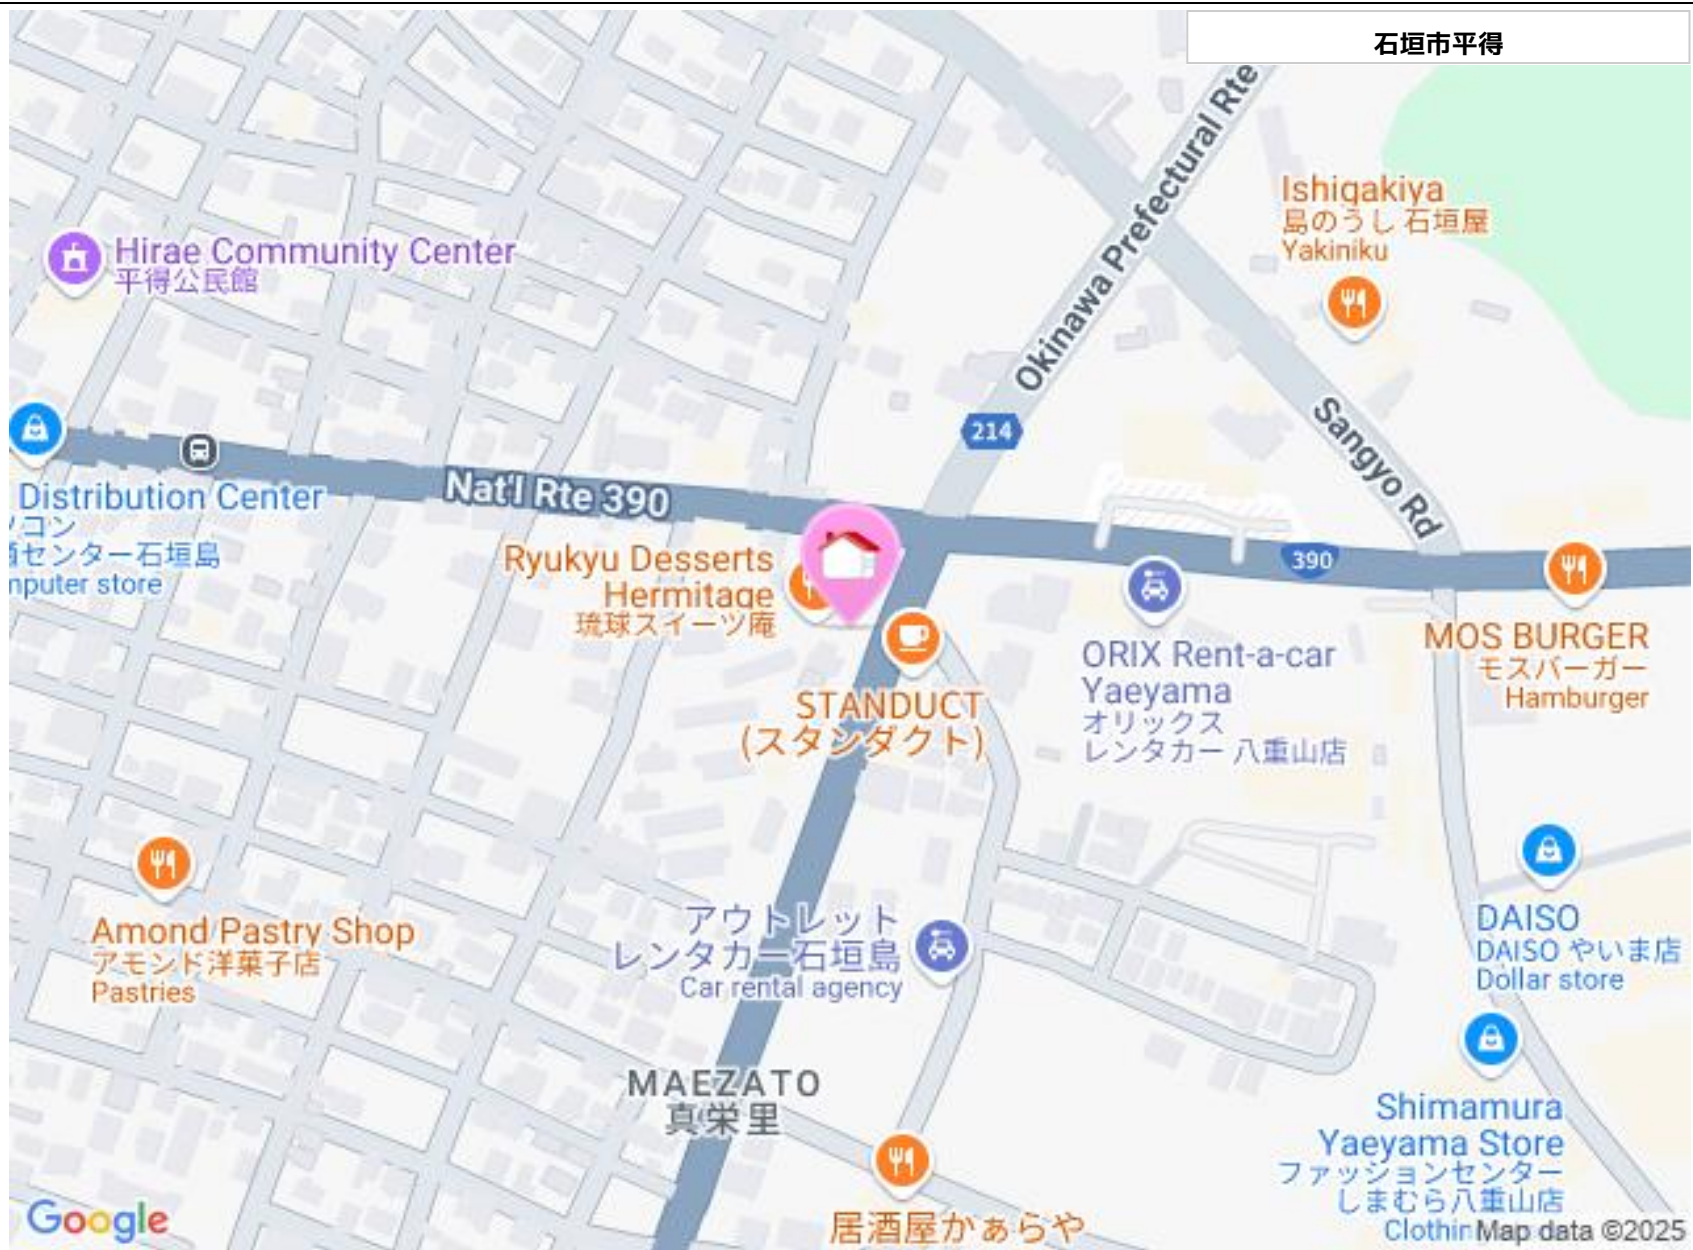 石垣市平得
Okinawa Prefectural Rte
Ishigakiya
島のうし 石垣屋
Yakiniku
Hirae Community Center
平得公民館
214
Sangyo Rd
Nat'l Rte 390
Distribution Center
ソコン
センター石垣島
mputer store
Ryukyu Desserts
Hermitage
琉球スイーツ庵
390
ORIX Rent-a-car
Yaeyama
オリックス
レンタカー 八重山店
MOS BURGER
モスバーガー
Hamburger
STANDUCT
(スタンダクト)
Amond Pastry Shop
アモンド洋菓子店
Pastries
アウトレット
レンタカー石垣島
Car rental agency
DAISO
DAISO やいま店
Dollar store
MAEZATO
真栄里
Shimamura
Yaeyama Store
ファッションセンター
しまむら八重山店
Clothin
居酒屋かぁらや
Google
Map data ©2025